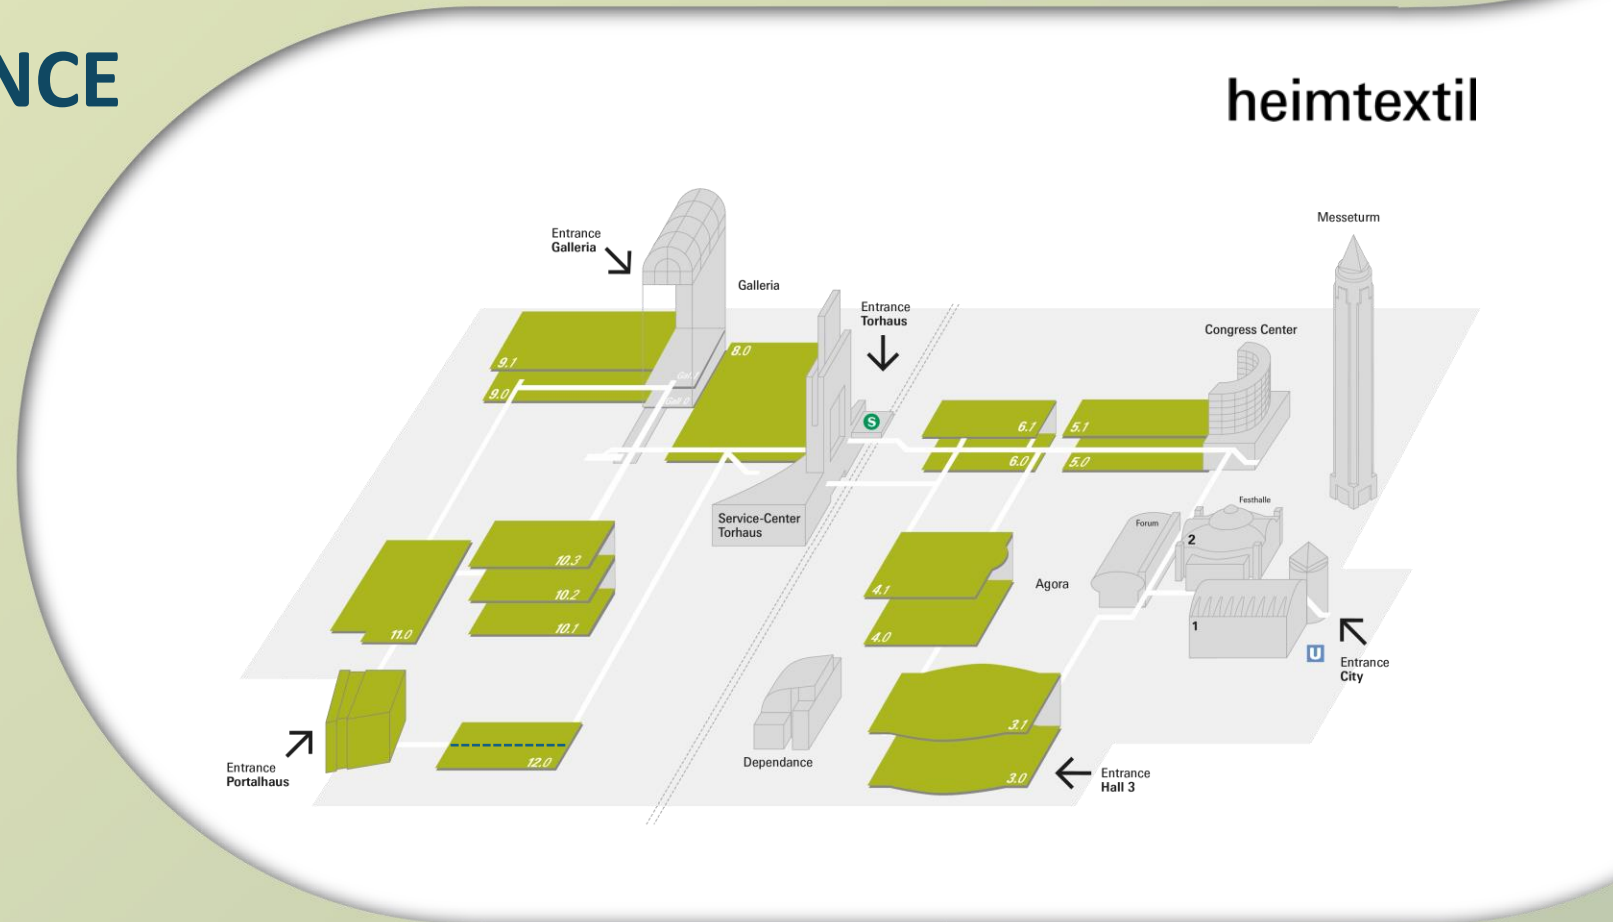 NCE
heimtextil
Messeturm
Entrance
Galleria
Galleria
Entrance
Torhaus
Congress Center
9.1
9.0
8.0
S
6.1
6.0
5.1
5.0
Service-Center
Torhaus
Festhalle
Forum
2
10.3
10.2
10.1
11.0
4.1
4.0
Agora
1
U
Entrance
City
3.1
3.0
Entrance
Hall 3
Dependance
12.0
Entrance
Portalhaus